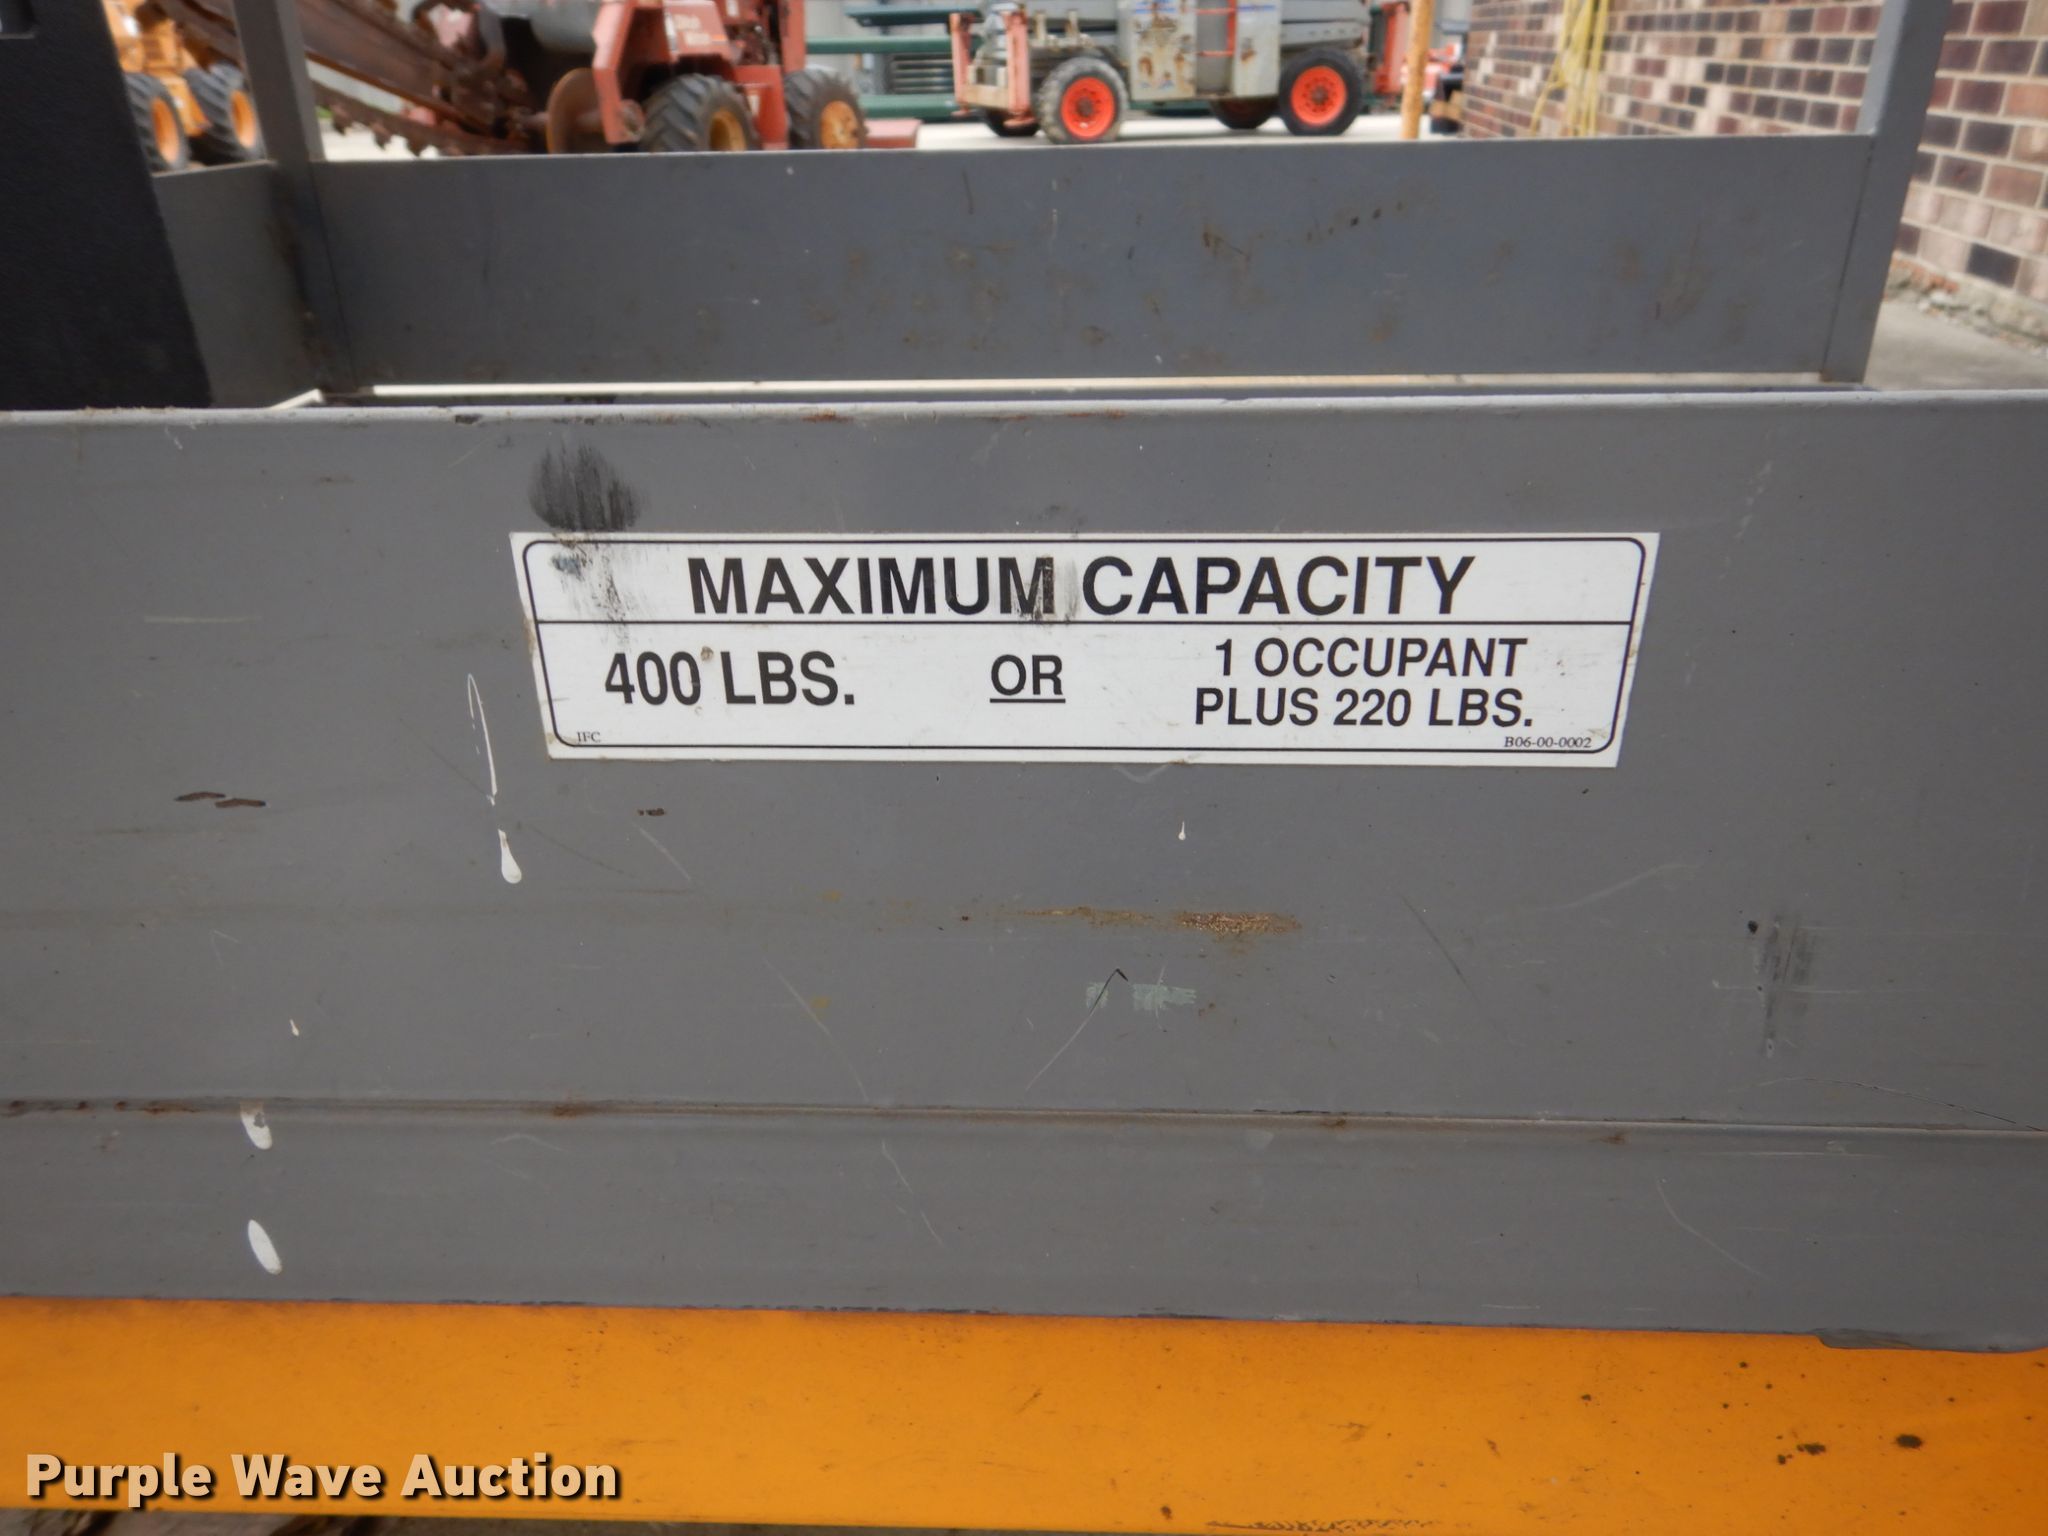 MAXIMUM CAPACITY
400 LBS. OR 1 OCCUPANT
PLUS 220 LBS.
IFC B06-00-0002
Purple Wave Auction